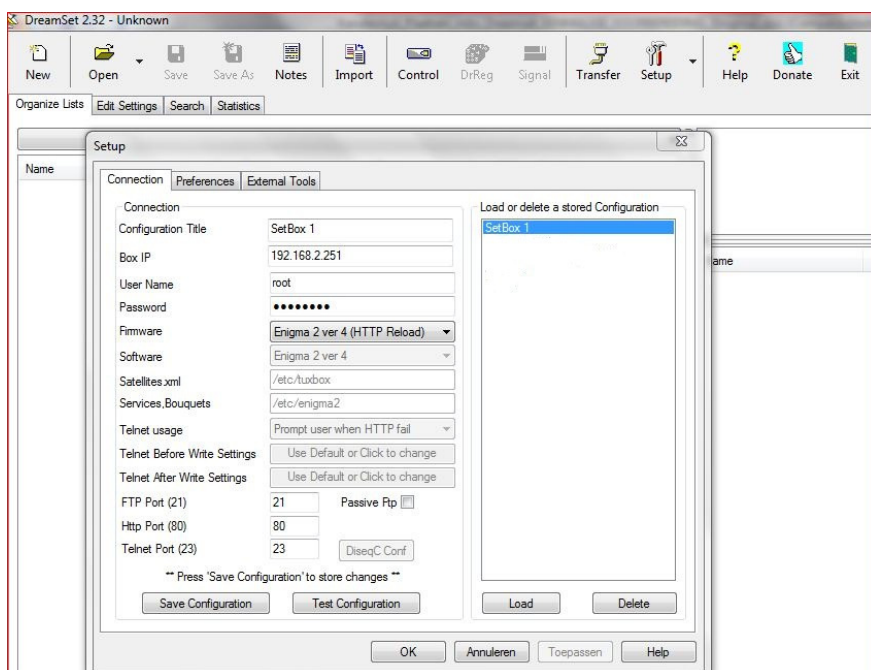 DreamSet 2.32 - Unknown
New Open Save Save As Notes Import Control DrReg Signal Transfer Setup Help Donate Exit
Organize Lists Edit Settings Search Statistics
Name
Setup
Connection Preferences External Tools
Connection
Configuration Title SetBox 1
Box IP 192.168.2.251
User Name root
Password ••••••••
Firmware Enigma 2 ver 4 (HTTP Reload)
Software Enigma 2 ver 4
Satellites.xml /etc/tuxbox
Services,Bouquets /etc/enigma2
Telnet usage Prompt user when HTTP fail
Telnet Before Write Settings Use Default or Click to change
Telnet After Write Settings Use Default or Click to change
FTP Port (21) 21 Passive Ftp
Http Port (80) 80
Telnet Port (23) 23 DiseqC Conf
** Press 'Save Configuration' to store changes **
Save Configuration Test Configuration
Load or delete a stored Configuration
SetBox 1
Load Delete
OK Annuleren Toepassen Help
ame